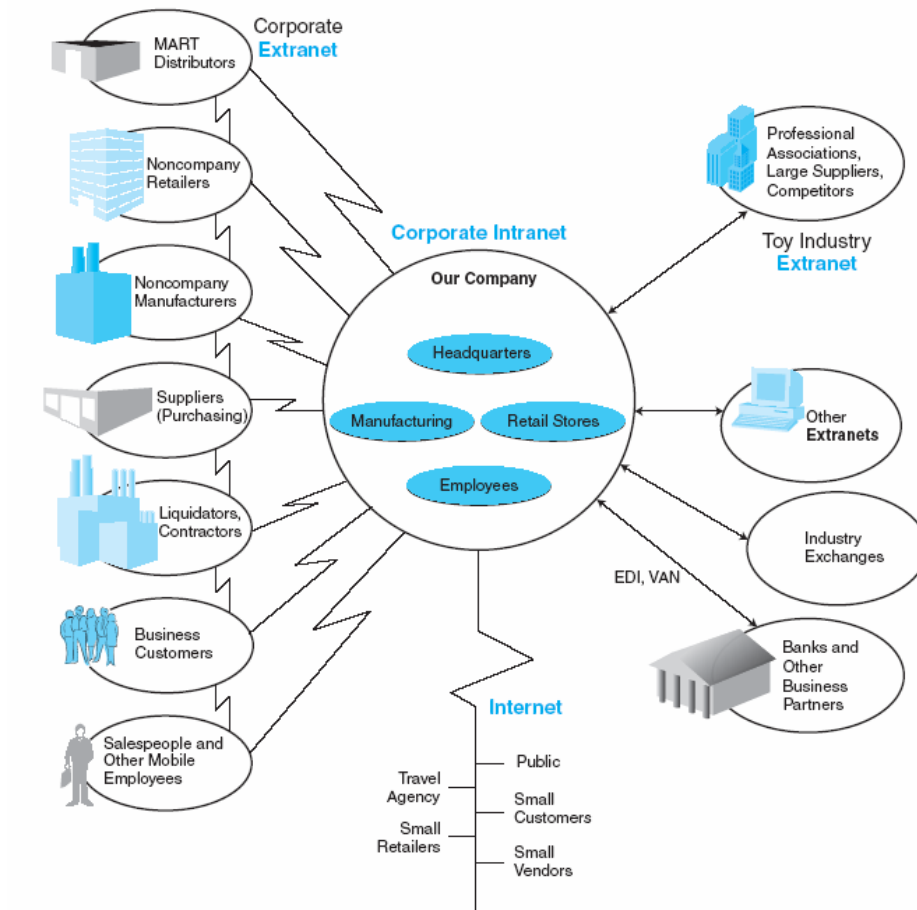 MART
Distributors
Corporate
Extranet
Noncompany
Retailers
Noncompany
Manufacturers
Suppliers
(Purchasing)
Liquidators,
Contractors
Business
Customers
Salespeople and
Other Mobile
Employees
Corporate Intranet
Our Company
Headquarters
Manufacturing
Retail Stores
Employees
Professional
Associations,
Large Suppliers,
Competitors
Toy Industry
Extranet
Other
Extranets
Industry
Exchanges
EDI, VAN
Banks and
Other
Business
Partners
Internet
Public
Travel
Agency
Small
Customers
Small
Retailers
Small
Vendors